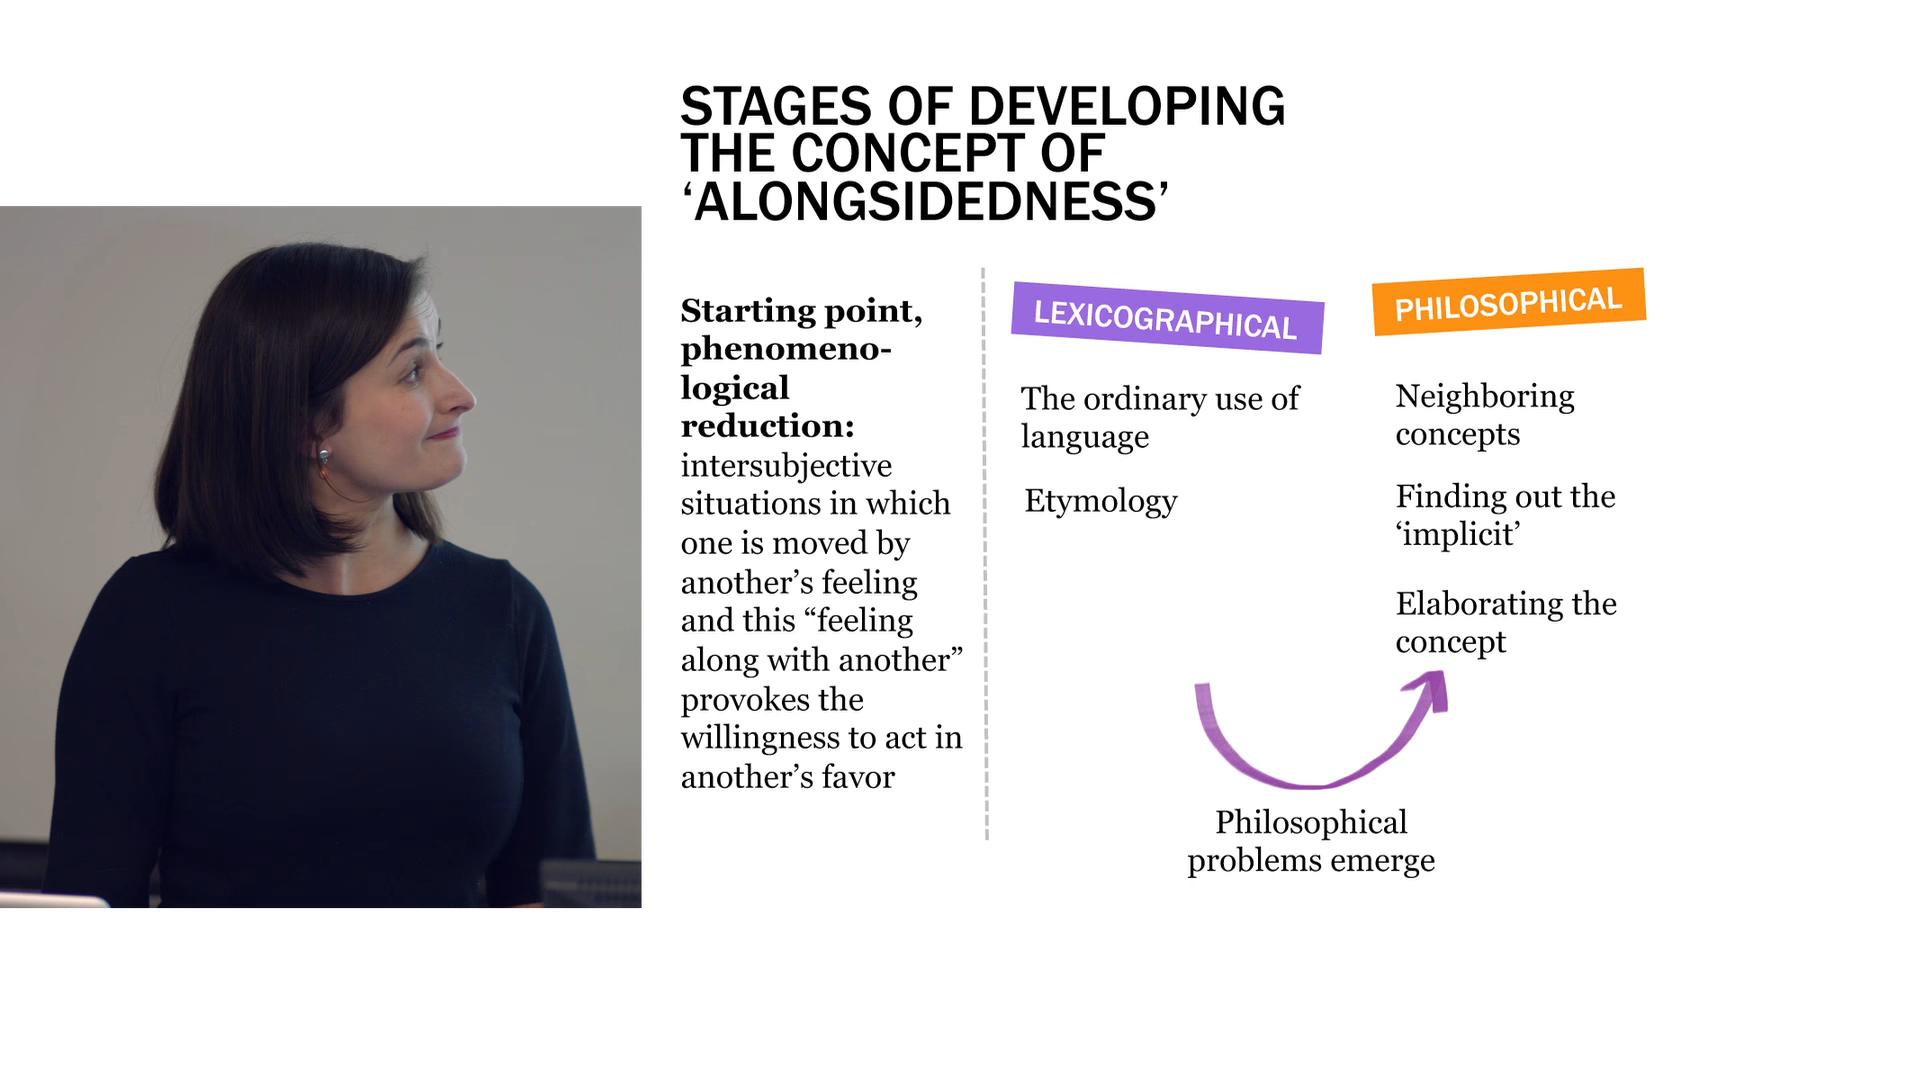 STAGES OF DEVELOPING
THE CONCEPT OF
‘ALONGSIDEDNESS’
Starting point,
phenomeno-
logical
reduction:
intersubjective
situations in which
one is moved by
another’s feeling
and this “feeling
along with another”
provokes the
willingness to act in
another’s favor
LEXICOGRAPHICAL
The ordinary use of
language
Etymology
PHILOSOPHICAL
Neighboring
concepts
Finding out the
‘implicit’
Elaborating the
concept
Philosophical
problems emerge